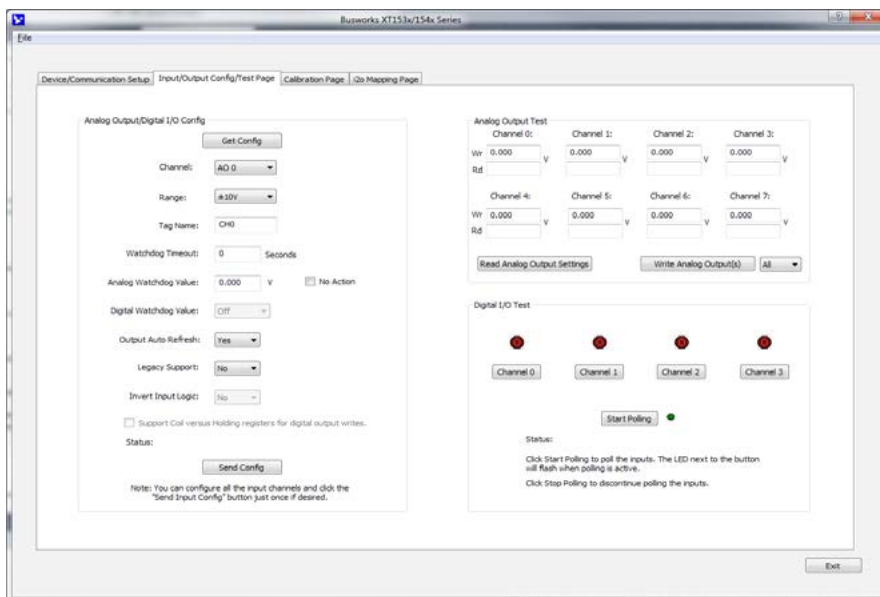 Busworks XT153x/154x Series
File
Device/Communication Setup Input/Output Config/Test Page Calibration Page i2o Mapping Page
Analog Output/Digital I/O Config
Get Config
Channel: AO 0
Range: ±10V
Tag Name: CH0
Watchdog Timeout: 0 Seconds
Analog Watchdog Value: 0.000 V No Action
Digital Watchdog Value: Off
Output Auto Refresh: Yes
Legacy Support: No
Invert Input Logic: No
Support Coil versus Holding registers for digital output writes.
Status:
Send Config
Note: You can configure all the input channels and click the
"Send Input Config" button just once if desired.
Analog Output Test
Channel 0: Channel 1: Channel 2: Channel 3:
Wr 0.000 V 0.000 V 0.000 V 0.000 V
Rd
Channel 4: Channel 5: Channel 6: Channel 7:
Wr 0.000 V 0.000 V 0.000 V 0.000 V
Rd
Read Analog Output Settings Write Analog Output(s) All
Digital I/O Test
Channel 0 Channel 1 Channel 2 Channel 3
Start Polling
Status:
Click Start Polling to poll the inputs. The LED next to the button
will flash when polling is active.
Click Stop Polling to discontinue polling the inputs.
Exit